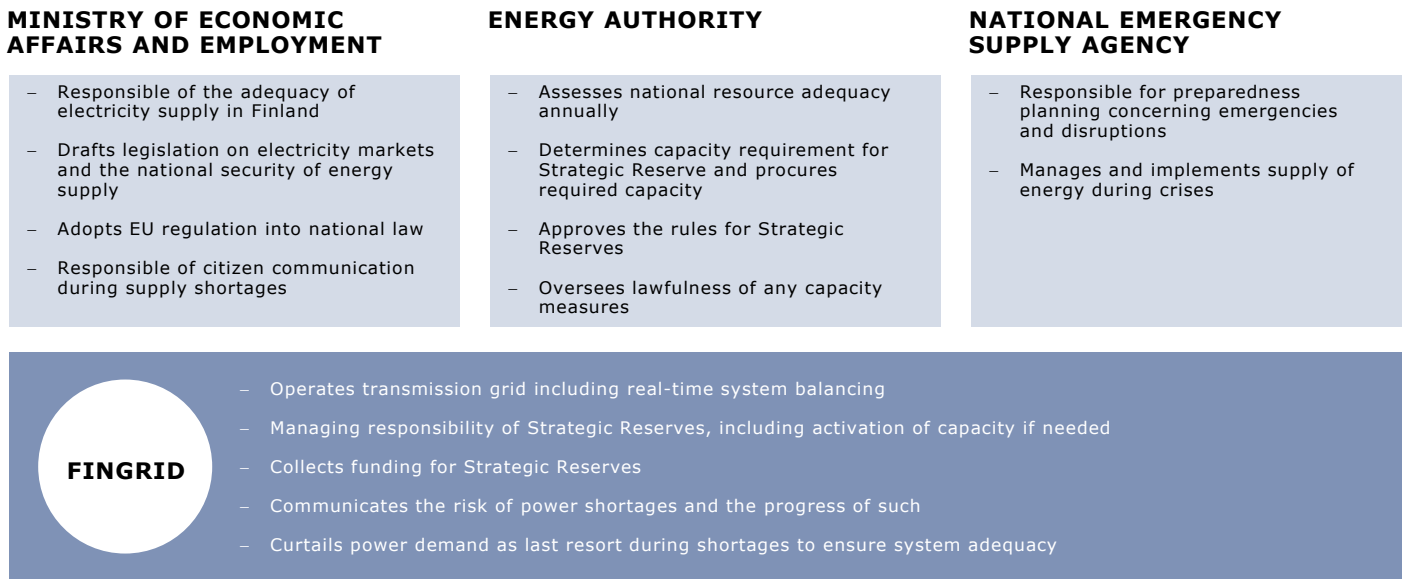 MINISTRY OF ECONOMIC
AFFAIRS AND EMPLOYMENT
– Responsible of the adequacy of
electricity supply in Finland
– Drafts legislation on electricity markets
and the national security of energy
supply
– Adopts EU regulation into national law
– Responsible of citizen communication
during supply shortages
ENERGY AUTHORITY
– Assesses national resource adequacy
annually
– Determines capacity requirement for
Strategic Reserve and procures
required capacity
– Approves the rules for Strategic
Reserves
– Oversees lawfulness of any capacity
measures
NATIONAL EMERGENCY
SUPPLY AGENCY
– Responsible for preparedness
planning concerning emergencies
and disruptions
– Manages and implements supply of
energy during crises
FINGRID
– Operates transmission grid including real-time system balancing
– Managing responsibility of Strategic Reserves, including activation of capacity if needed
– Collects funding for Strategic Reserves
– Communicates the risk of power shortages and the progress of such
– Curtails power demand as last resort during shortages to ensure system adequacy